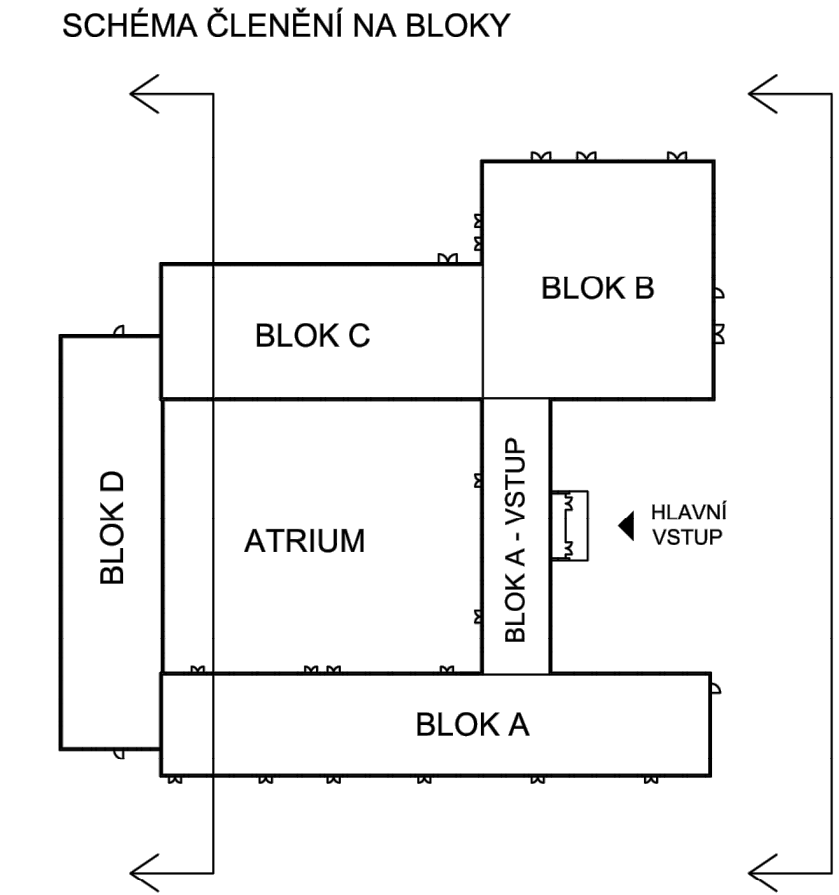 SCHÉMA ČLENĚNÍ NA BLOKY
BLOK B
BLOK C
BLOK D
ATRIUM
BLOK A - VSTUP
HLAVNÍ
VSTUP
BLOK A